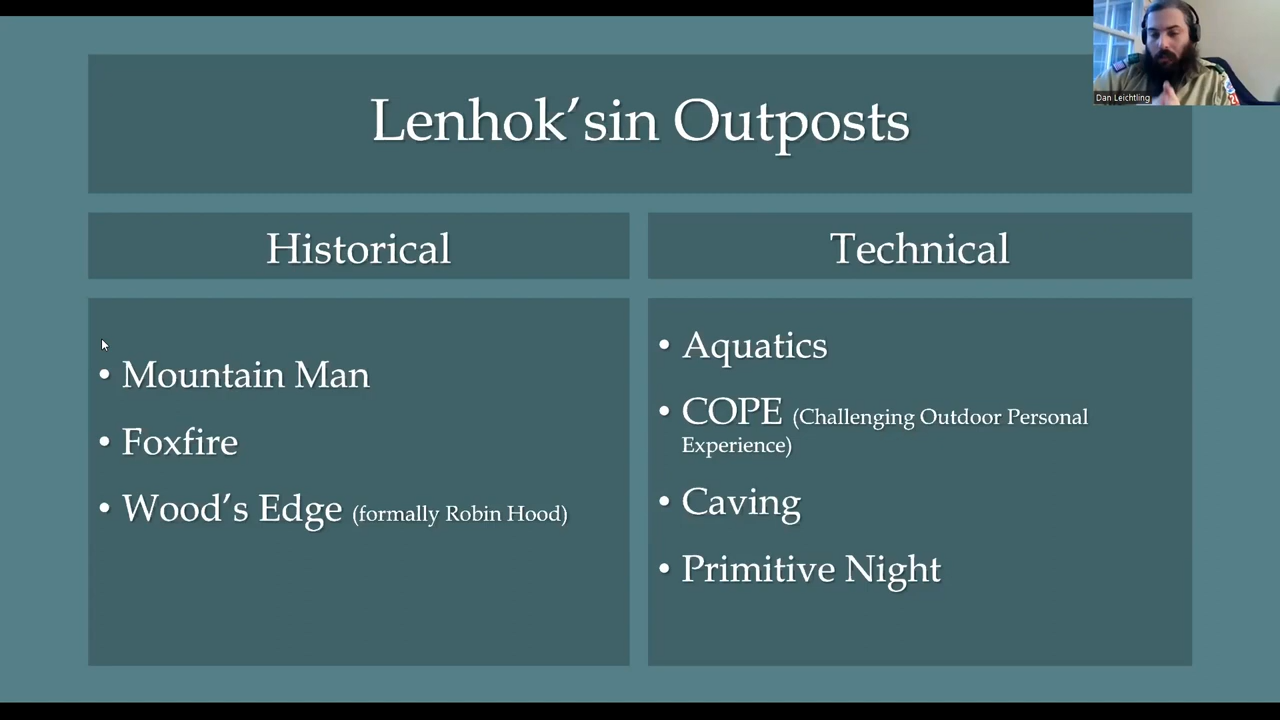 Dan Leichtling
Lenhok’sin Outposts
Historical
Technical
• Mountain Man
• Foxfire
• Wood’s Edge (formally Robin Hood)
• Aquatics
• COPE (Challenging Outdoor Personal
Experience)
• Caving
• Primitive Night